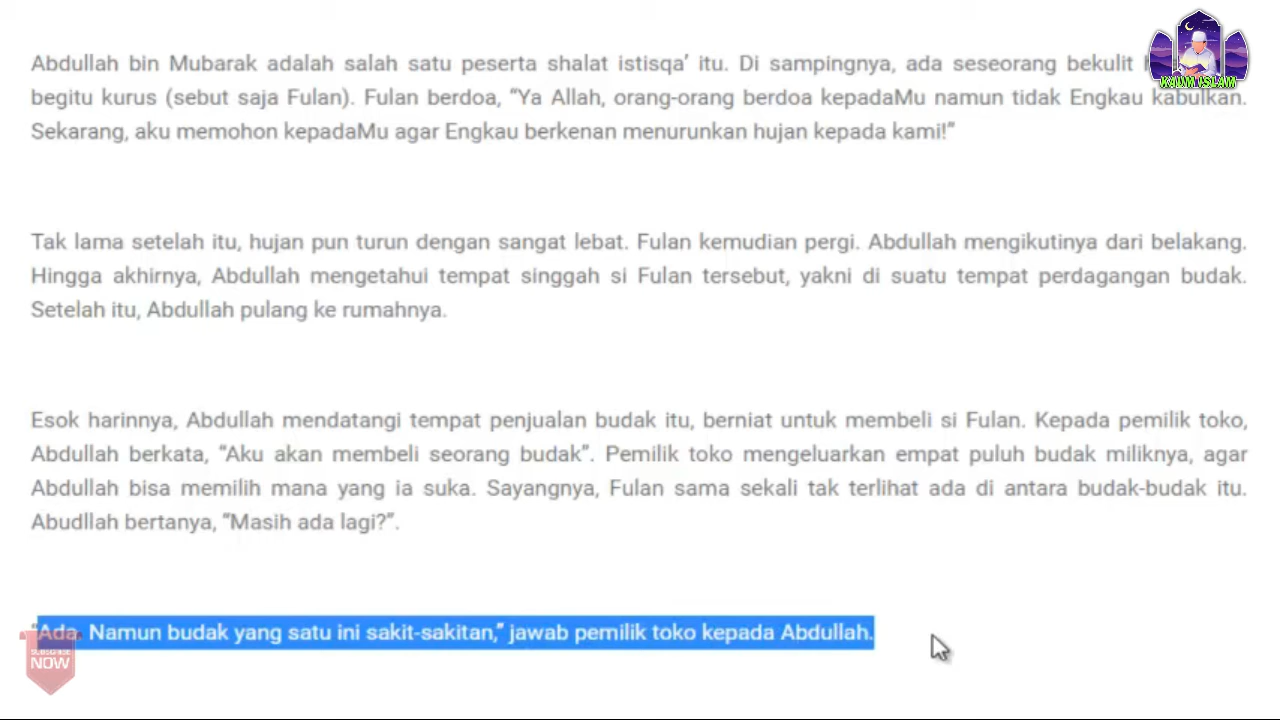 Abdullah bin Mubarak adalah salah satu peserta shalat istisqa’ itu. Di sampingnya, ada seseorang bekulit
begitu kurus (sebut saja Fulan). Fulan berdoa, “Ya Allah, orang-orang berdoa kepadaMu namun tidak Engkau kabulkan.
Sekarang, aku memohon kepadaMu agar Engkau berkenan menurunkan hujan kepada kami!”
Tak lama setelah itu, hujan pun turun dengan sangat lebat. Fulan kemudian pergi. Abdullah mengikutinya dari belakang.
Hingga akhirnya, Abdullah mengetahui tempat singgah si Fulan tersebut, yakni di suatu tempat perdagangan budak.
Setelah itu, Abdullah pulang ke rumahnya.
Esok harinnya, Abdullah mendatangi tempat penjualan budak itu, berniat untuk membeli si Fulan. Kepada pemilik toko,
Abdullah berkata, “Aku akan membeli seorang budak”. Pemilik toko mengeluarkan empat puluh budak miliknya, agar
Abdullah bisa memilih mana yang ia suka. Sayangnya, Fulan sama sekali tak terlihat ada di antara budak-budak itu.
Abudllah bertanya, “Masih ada lagi?”.
“Ada. Namun budak yang satu ini sakit-sakitan,” jawab pemilik toko kepada Abdullah.
KALAM ISLAM
SUBSCRIBE
NOW